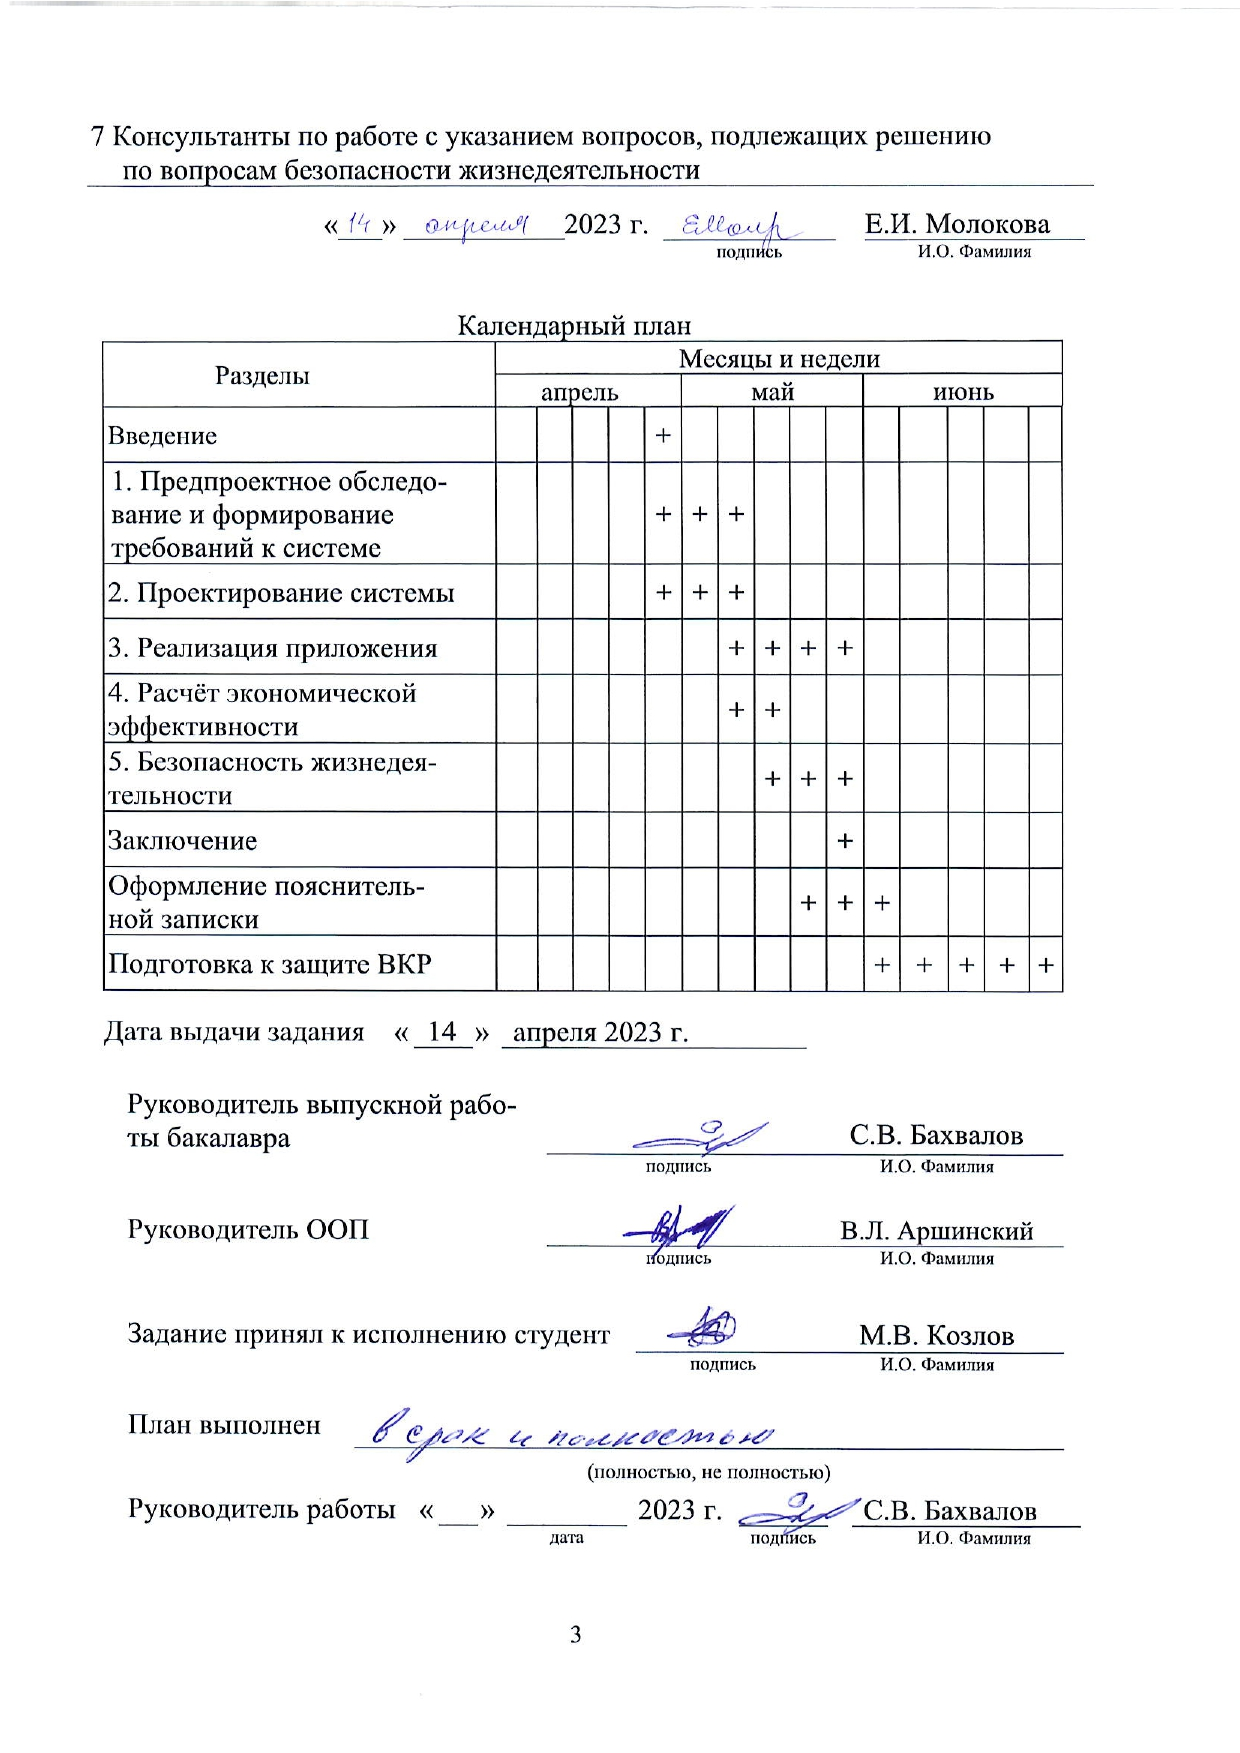 7 Консультанты по работе с указанием вопросов, подлежащих решению
по вопросам безопасности жизнедеятельности
« 14 » апреля 2023 г. Е.И. Молокова
подпись И.О. Фамилия
Календарный план
Разделы Месяцы и недели
апрель май июнь
Введение +
1. Предпроектное обследо-
вание и формирование + + +
требований к системе
2. Проектирование системы + + +
3. Реализация приложения + + + +
4. Расчёт экономической
эффективности + +
5. Безопасность жизнедея-
тельности + + +
Заключение +
Оформление пояснитель-
ной записки + + +
Подготовка к защите ВКР + + + + +
Дата выдачи задания « 14 » апреля 2023 г.
Руководитель выпускной рабо-
ты бакалавра С.В. Бахвалов
подпись И.О. Фамилия
Руководитель ООП В.Л. Аршинский
подпись И.О. Фамилия
Задание принял к исполнению студент М.В. Козлов
подпись И.О. Фамилия
План выполнен в срок и полностью
(полностью, не полностью)
Руководитель работы «___» ________ 2023 г. С.В. Бахвалов
дата подпись И.О. Фамилия
3